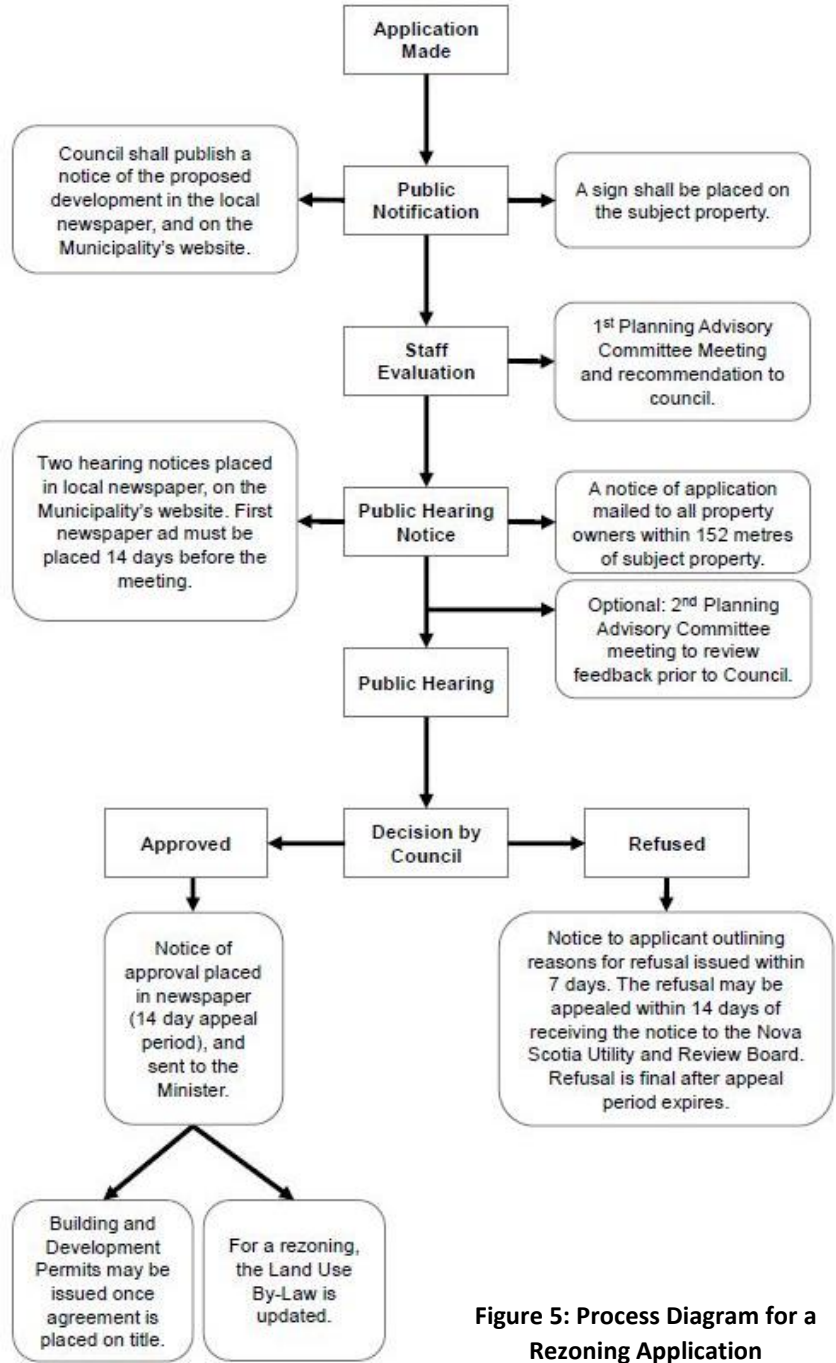 Application
Made
Council shall publish a
notice of the proposed
development in the local
newspaper, and on the
Municipality's website.
Public
Notification
A sign shall be placed on
the subject property.
Staff
Evaluation
1st Planning Advisory
Committee Meeting
and recommendation to
council.
Two hearing notices placed
in local newspaper, on the
Municipality's website. First
newspaper ad must be
placed 14 days before the
meeting.
Public Hearing
Notice
A notice of application
mailed to all property
owners within 152 metres
of subject property.
Optional: 2nd Planning
Advisory Committee
meeting to review
feedback prior to Council.
Public Hearing
Approved
Decision by
Council
Refused
Notice of
approval placed
in newspaper
(14 day appeal
period), and
sent to the
Minister.
Notice to applicant outlining
reasons for refusal issued within
7 days. The refusal may be
appealed within 14 days of
receiving the notice to the Nova
Scotia Utility and Review Board.
Refusal is final after appeal
period expires.
Building and
Development
Permits may be
issued once
agreement is
placed on title.
For a rezoning,
the Land Use
By-Law is
updated.
Figure 5: Process Diagram for a
Rezoning Application